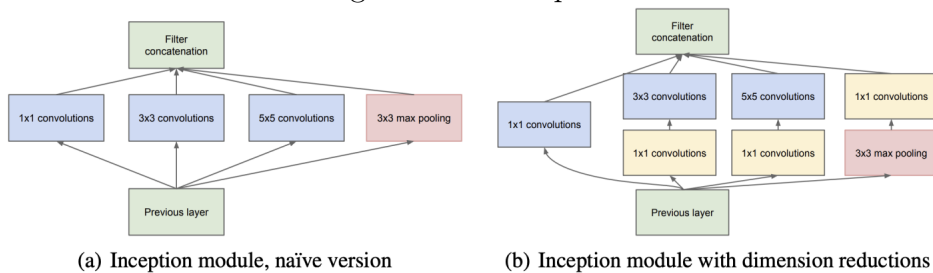 Filter
concatenation
1x1 convolutions
3x3 convolutions
5x5 convolutions
3x3 max pooling
Previous layer
(a) Inception module, naïve version
Filter
concatenation
3x3 convolutions
5x5 convolutions
1x1 convolutions
1x1 convolutions
1x1 convolutions
1x1 convolutions
3x3 max pooling
Previous layer
(b) Inception module with dimension reductions